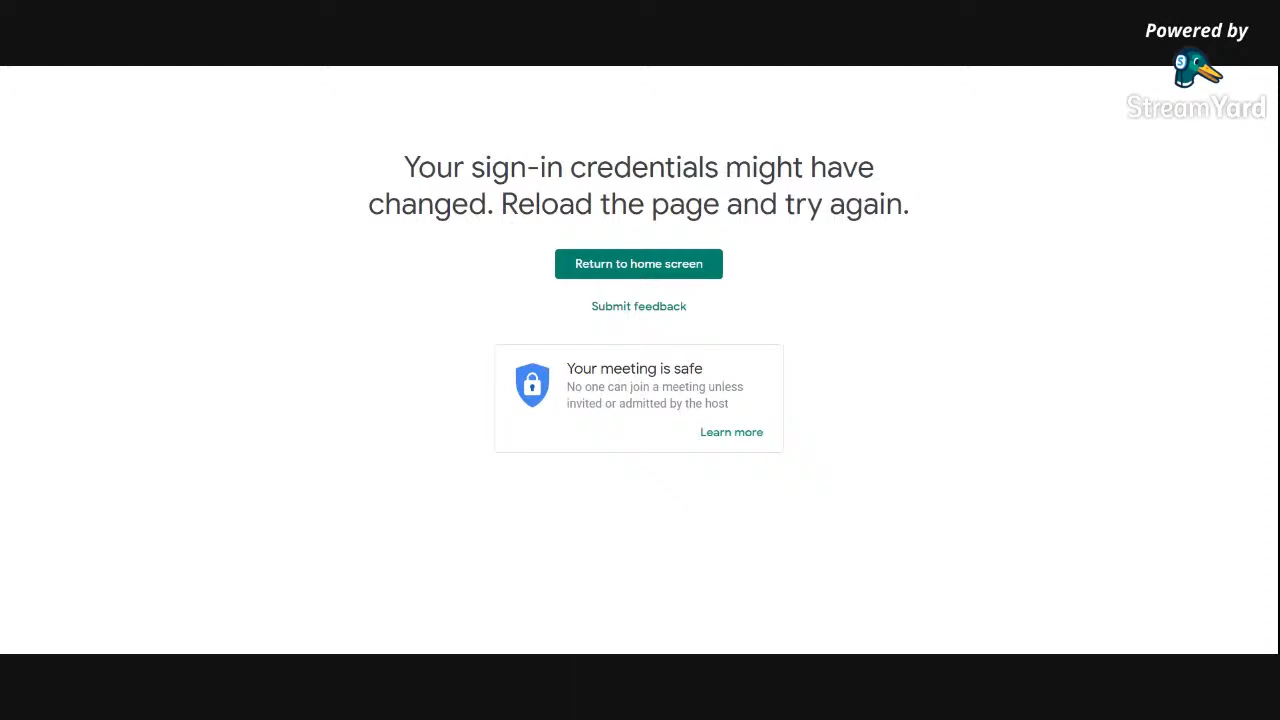 Powered by
StreamYard
Your sign-in credentials might have
changed. Reload the page and try again.
Return to home screen
Submit feedback
Your meeting is safe
No one can join a meeting unless
invited or admitted by the host
Learn more